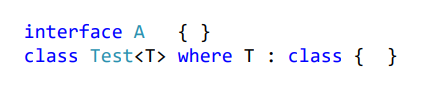 interface A   { }
class Test<T> where T : class {  }